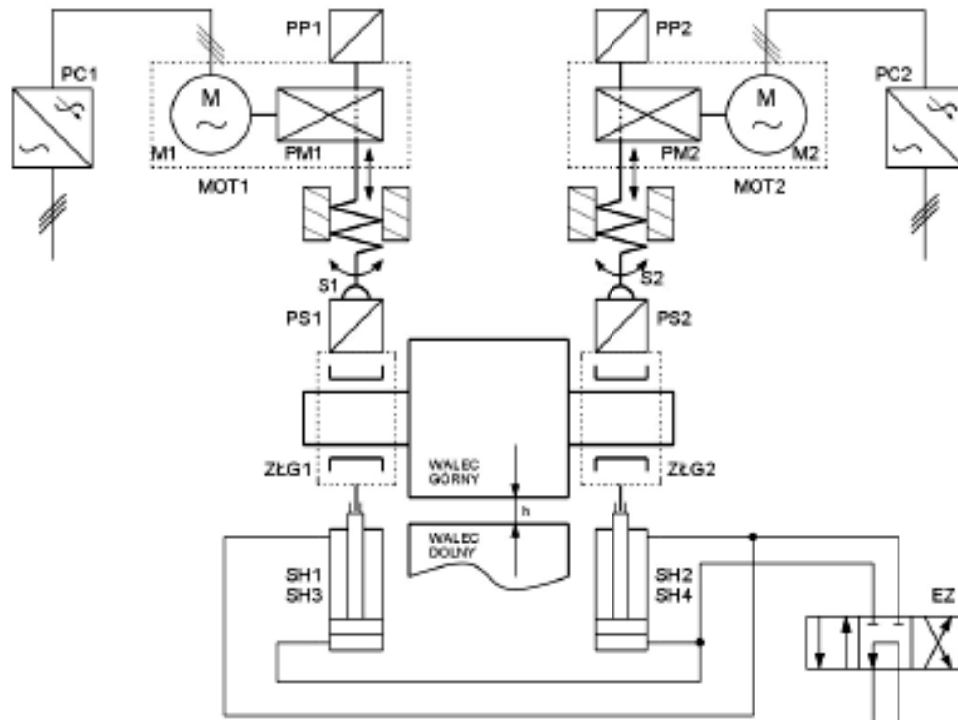 PP1
PP2
PC1
PC2
M
M
M1
PM1
PM2
M2
MOT1
MOT2
S1
S2
PS1
PS2
ZŁG1
WALEC
GÓRNY
ZŁG2
h
WALEC
DOLNY
SH1
SH3
SH2
SH4
EZ